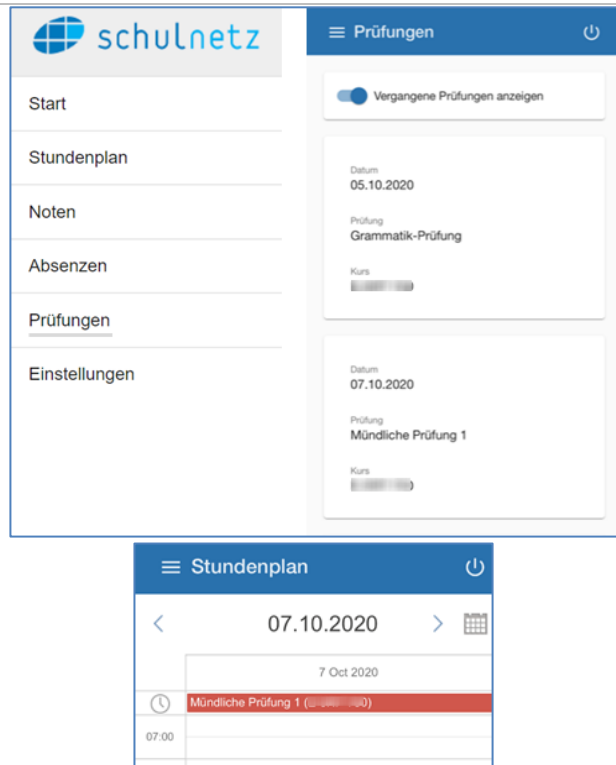 schulnetz
Start
Stundenplan
Noten
Absenzen
Prüfungen
Einstellungen
Prüfungen
Vergangene Prüfungen anzeigen
Datum
05.10.2020
Prüfung
Grammatik-Prüfung
Kurs
Datum
07.10.2020
Prüfung
Mündliche Prüfung 1
Kurs
Stundenplan
07.10.2020
7 Oct 2020
Mündliche Prüfung 1
07:00